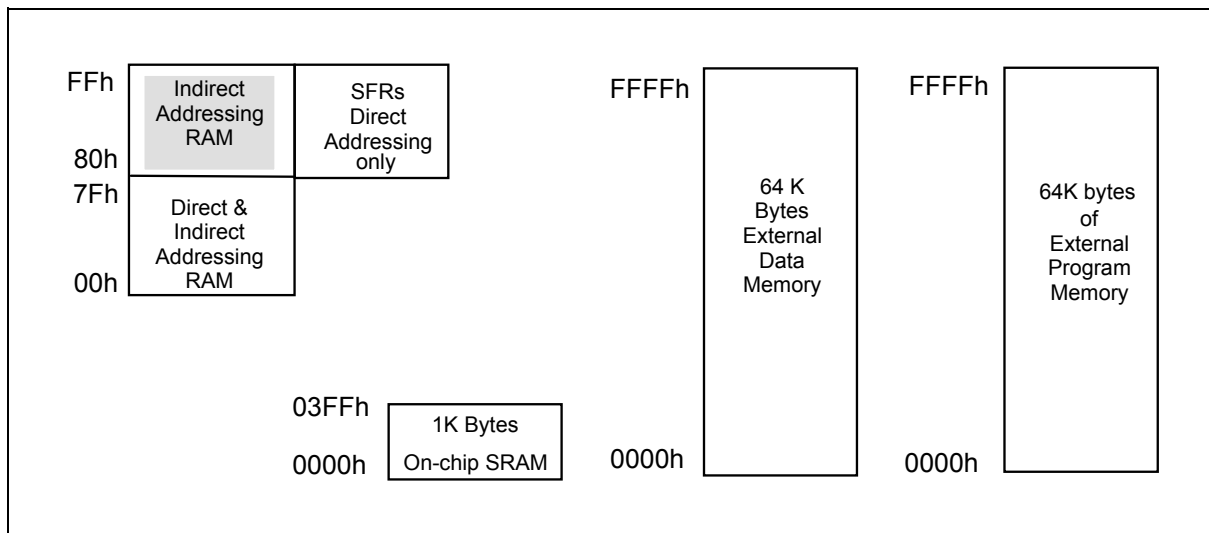 FFh
Indirect
Addressing
RAM
80h
SFRs
Direct
Addressing
only
7Fh
Direct &
Indirect
Addressing
RAM
00h
03FFh
1K Bytes
0000h
On-chip SRAM
FFFFh
64 K
Bytes
External
Data
Memory
0000h
FFFFh
64K bytes
of
External
Program
Memory
0000h